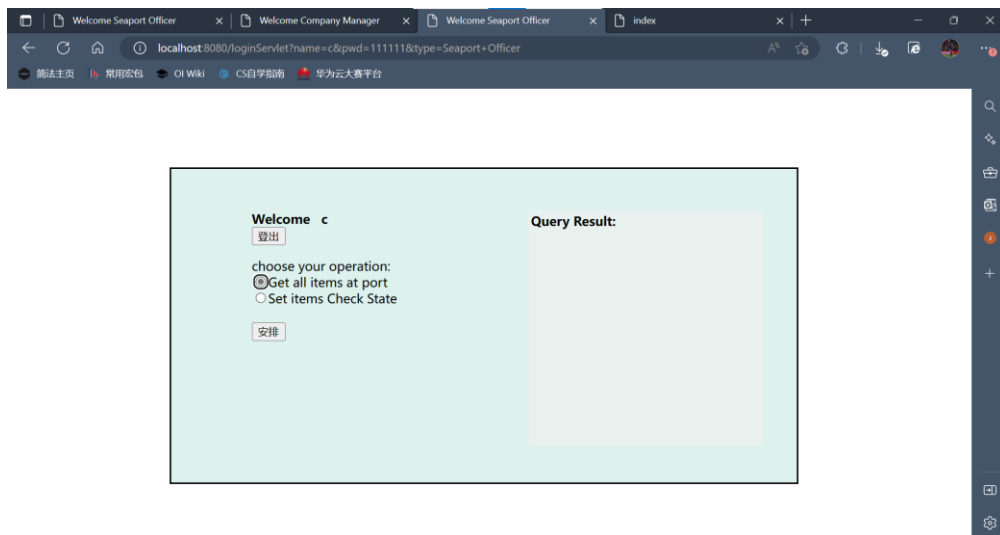 Welcome Seaport Officer
Welcome Company Manager
Welcome Seaport Officer
index
localhost:8080/loginServlet?name=c&pwd=111111&type=Seaport+Officer
简法主页 常用宏包 OI Wiki CS自学指南 华为云大赛平台
Welcome c
登出
choose your operation:
Get all items at port
Set items Check State
安排
Query Result: